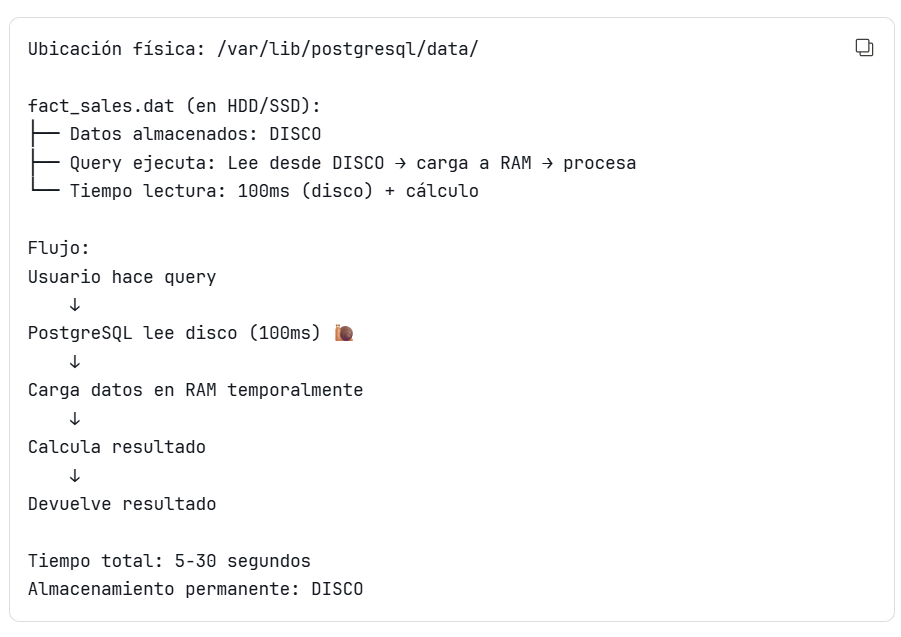 Ubicación física: /var/lib/postgresql/data/
fact_sales.dat (en HDD/SSD):
├── Datos almacenados: DISCO
├── Query ejecuta: Lee desde DISCO → carga a RAM → procesa
└── Tiempo lectura: 100ms (disco) + cálculo
Flujo:
Usuario hace query
↓
PostgreSQL lee disco (100ms) 🐌
↓
Carga datos en RAM temporalmente
↓
Calcula resultado
↓
Devuelve resultado
Tiempo total: 5-30 segundos
Almacenamiento permanente: DISCO